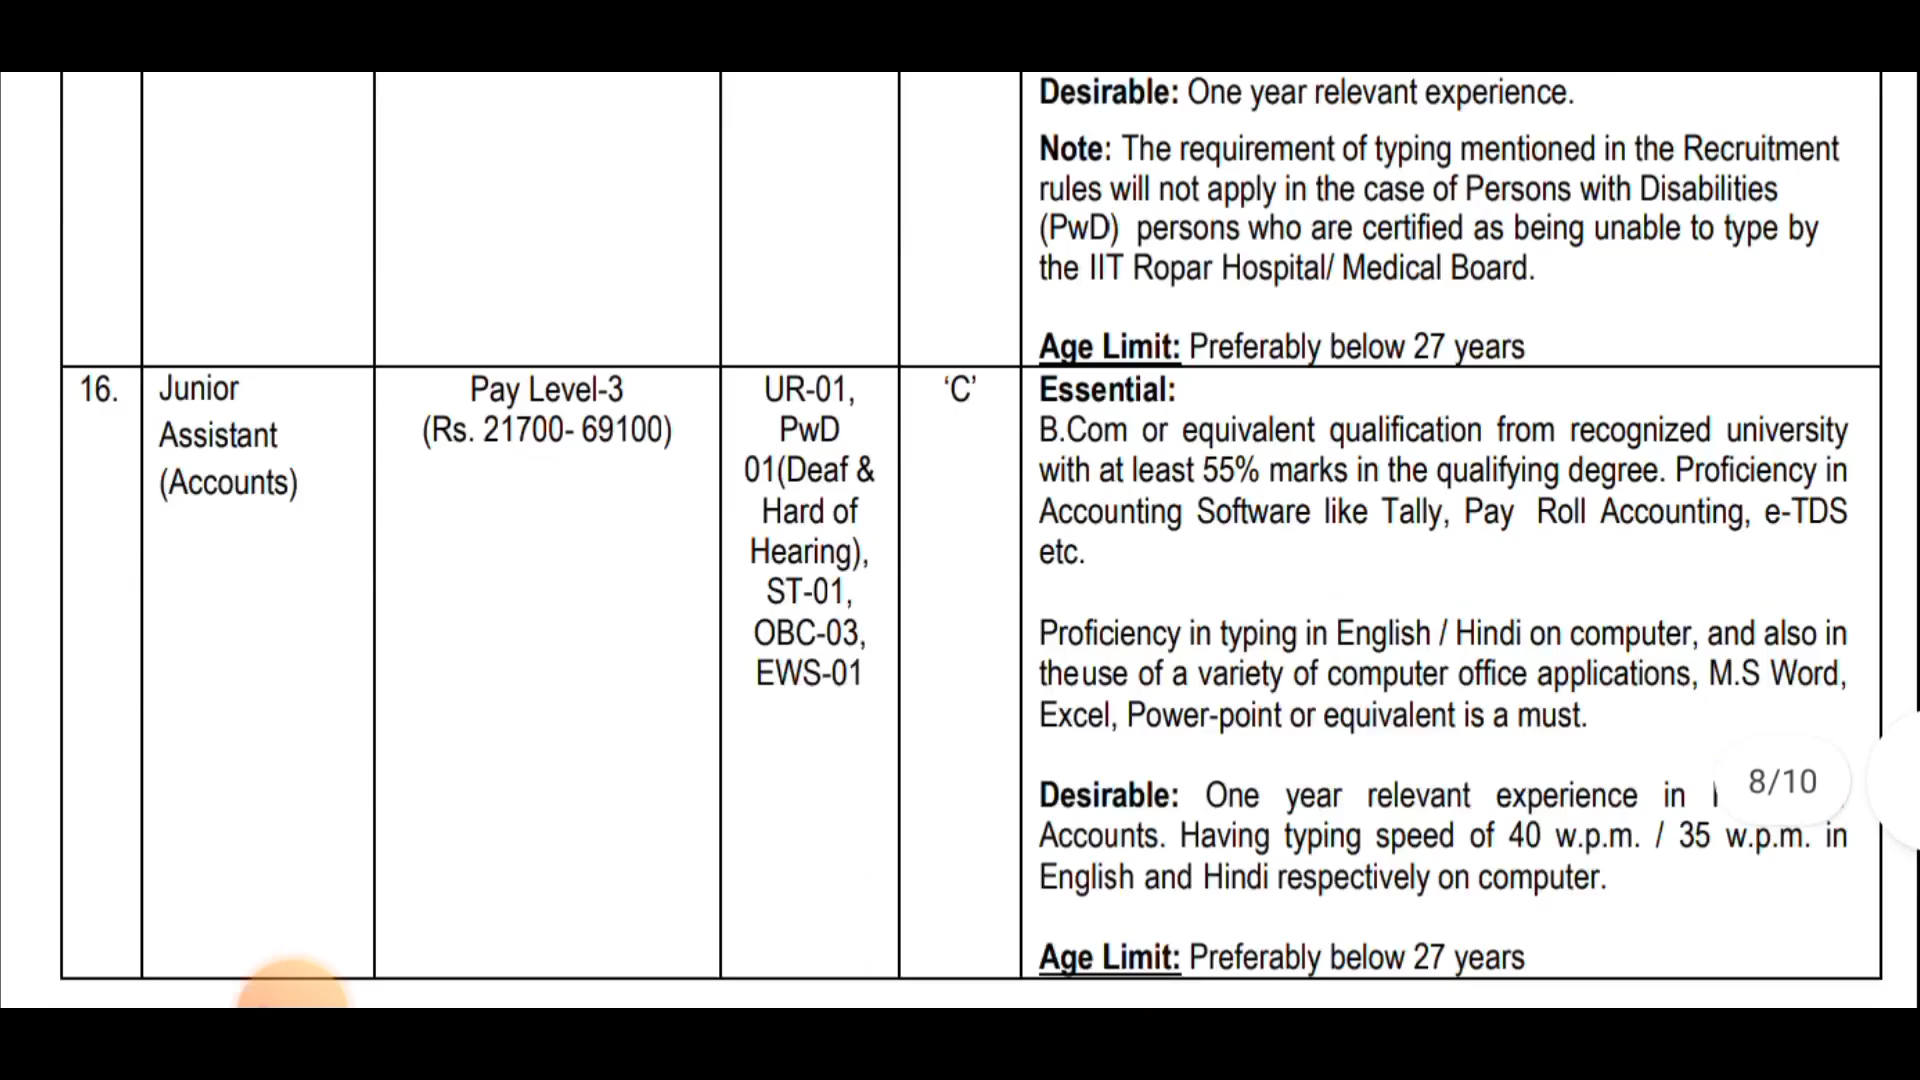 Desirable: One year relevant experience.
Note: The requirement of typing mentioned in the Recruitment
rules will not apply in the case of Persons with Disabilities
(PwD) persons who are certified as being unable to type by
the IIT Ropar Hospital/ Medical Board.
Age Limit: Preferably below 27 years
16.
Junior
Assistant
(Accounts)
Pay Level-3
(Rs. 21700- 69100)
UR-01,
PwD
01(Deaf &
Hard of
Hearing),
ST-01,
OBC-03,
EWS-01
‘C’
Essential:
B.Com or equivalent qualification from recognized university
with at least 55% marks in the qualifying degree. Proficiency in
Accounting Software like Tally, Pay Roll Accounting, e-TDS
etc.
Proficiency in typing in English / Hindi on computer, and also in
theuse of a variety of computer office applications, M.S Word,
Excel, Power-point or equivalent is a must.
Desirable: One year relevant experience in
Accounts. Having typing speed of 40 w.p.m. / 35 w.p.m. in
English and Hindi respectively on computer.
Age Limit: Preferably below 27 years
8/10